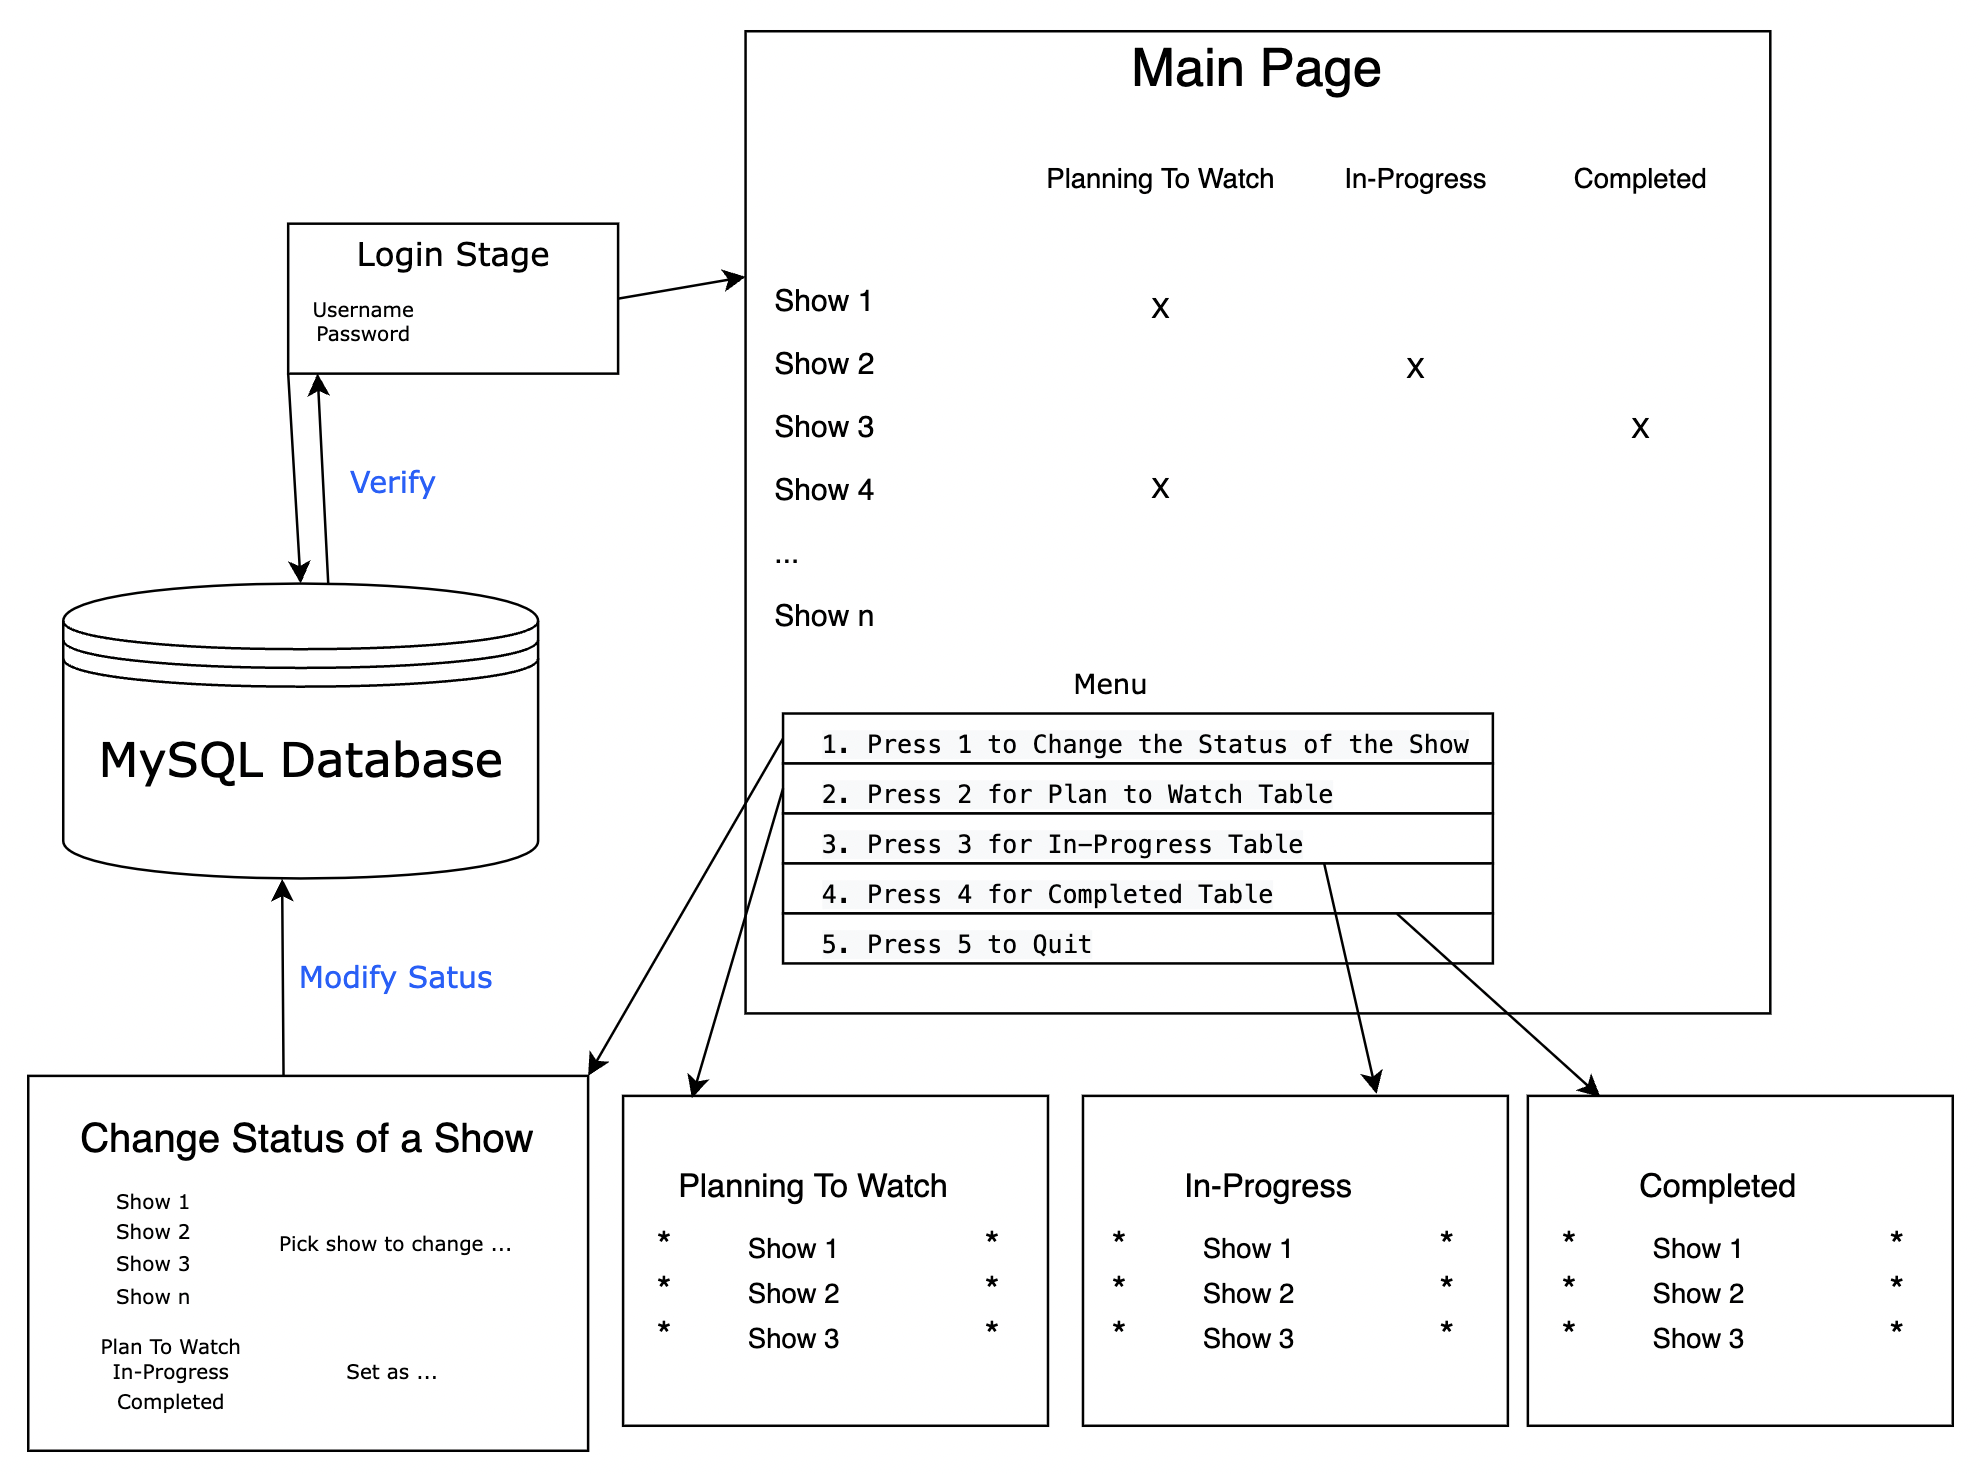 Main Page
Planning To Watch In-Progress Completed
Login Stage
Username
Password
Show 1 X
Show 2 X
Show 3 X
Show 4 X
...
Show n
Verify
MySQL Database
Menu
1. Press 1 to Change the Status of the Show
2. Press 2 for Plan to Watch Table
3. Press 3 for In-Progress Table
4. Press 4 for Completed Table
5. Press 5 to Quit
Modify Satus
Change Status of a Show
Show 1
Show 2
Show 3
Show n
Pick show to change ...
Plan To Watch
In-Progress
Completed
Set as ...
Planning To Watch
* Show 1 *
* Show 2 *
* Show 3 *
In-Progress
* Show 1 *
* Show 2 *
* Show 3 *
Completed
* Show 1 *
* Show 2 *
* Show 3 *